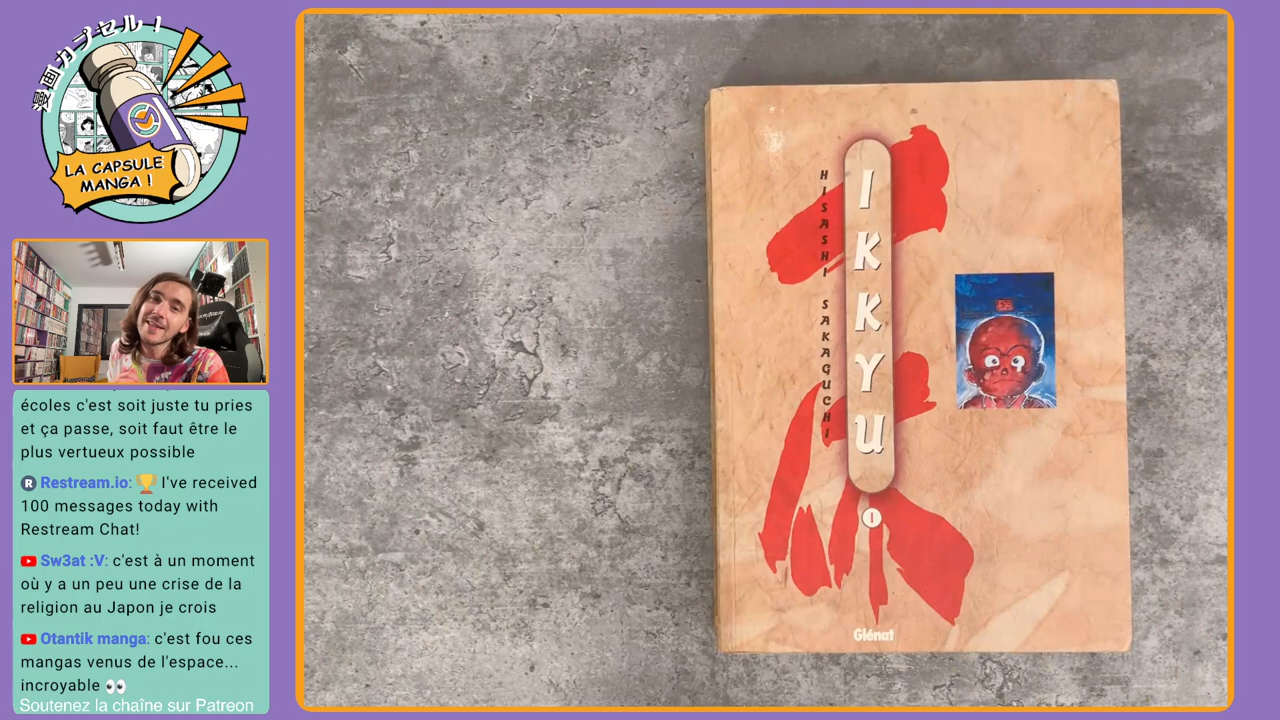 漫画カプセル！
LA CAPSULE
MANGA !
écoles c'est soit juste tu pries
et ça passe, soit faut être le
plus vertueux possible
Restream.io: 🏆 I've received
100 messages today with
Restream Chat!
Sw3at :V: c'est à un moment
où y a un peu une crise de la
religion au Japon je crois
Otantik manga: c'est fou ces
mangas venus de l'espace...
incroyable 👀
Soutenez la chaîne sur Patreon
HISASHI SAKAGUCHI
IKKYU
1
Glénat